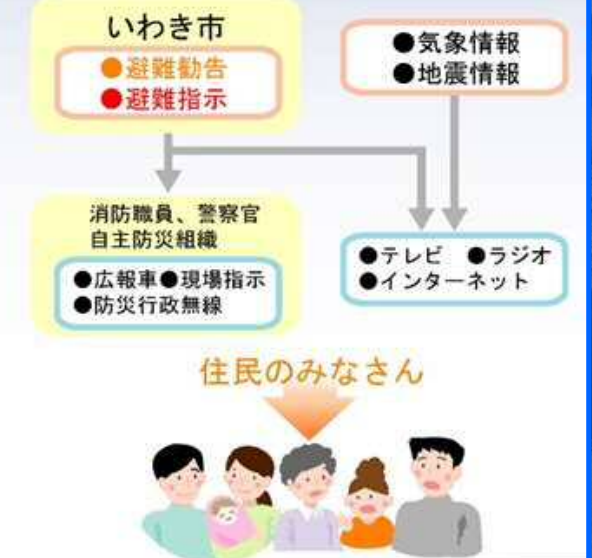 いわき市
●避難勧告
●避難指示
●気象情報
●地震情報
消防職員、警察官
自主防災組織
●広報車●現場指示
●防災行政無線
●テレビ ●ラジオ
●インターネット
住民のみなさん